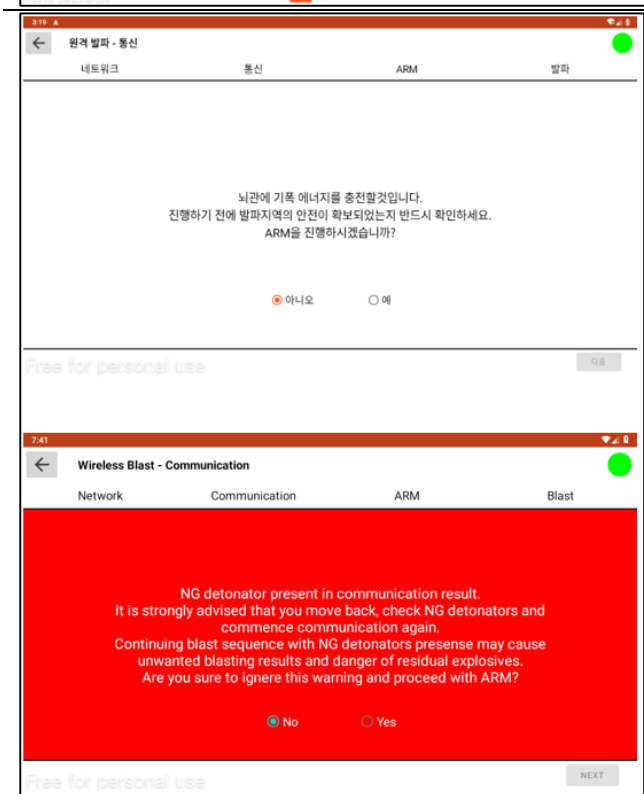 3:19
원격 발파 - 통신
네트워크 통신 ARM 발파
뇌관에 기폭 에너지를 충전할것입니다.
진행하기 전에 발파지역의 안전이 확보되었는지 반드시 확인하세요.
ARM을 진행하시겠습니까?
아니오 예
Free for personal use
다음
7:41
Wireless Blast - Communication
Network Communication ARM Blast
NG detonator present in communication result.
It is strongly advised that you move back, check NG detonators and
commence communication again.
Continuing blast sequence with NG detonators presense may cause
unwanted blasting results and danger of residual explosives.
Are you sure to ignere this warning and proceed with ARM?
No Yes
Free for personal use
NEXT